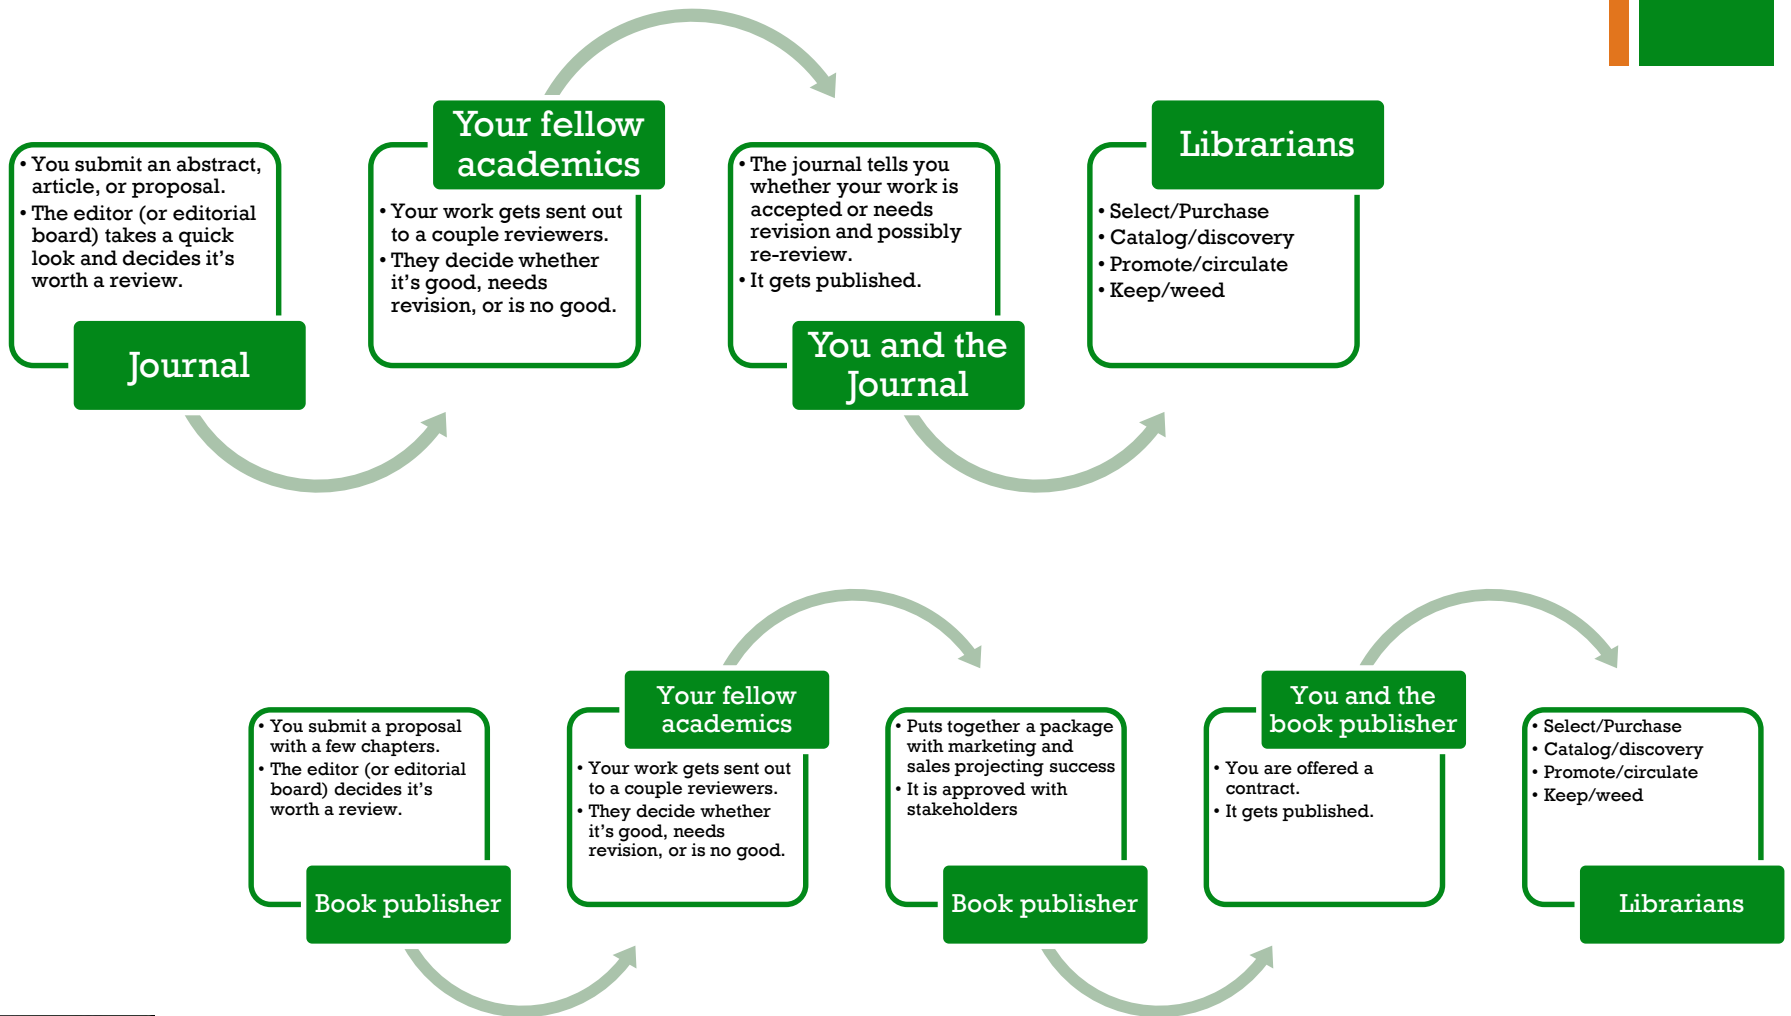 • You submit an abstract,
article, or proposal.
• The editor (or editorial
board) takes a quick
look and decides it's
worth a review.
Journal
Your fellow
academics
• Your work gets sent out
to a couple reviewers.
• They decide whether
it's good, needs
revision, or is no good.
• The journal tells you
whether your work is
accepted or needs
revision and possibly
re-review.
• It gets published.
You and the
Journal
Librarians
• Select/Purchase
• Catalog/discovery
• Promote/circulate
• Keep/weed
• You submit a proposal
with a few chapters.
• The editor (or editorial
board) decides it's
worth a review.
Book publisher
Your fellow
academics
• Your work gets sent out
to a couple reviewers.
• They decide whether
it's good, needs
revision, or is no good.
• Puts together a package
with marketing and
sales projecting success
• It is approved with
stakeholders
Book publisher
You and the
book publisher
• You are offered a
contract.
• It gets published.
• Select/Purchase
• Catalog/discovery
• Promote/circulate
• Keep/weed
Librarians